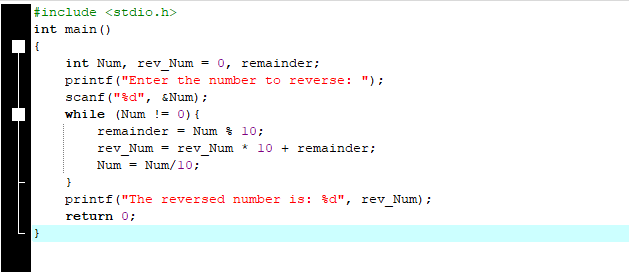 #include <stdio.h>
int main()
{
    int Num, rev_Num = 0, remainder;
    printf("Enter the number to reverse: ");
    scanf("%d", &Num);
    while (Num != 0){
        remainder = Num % 10;
        rev_Num = rev_Num * 10 + remainder;
        Num = Num/10;
    }
    printf("The reversed number is: %d", rev_Num);
    return 0;
}